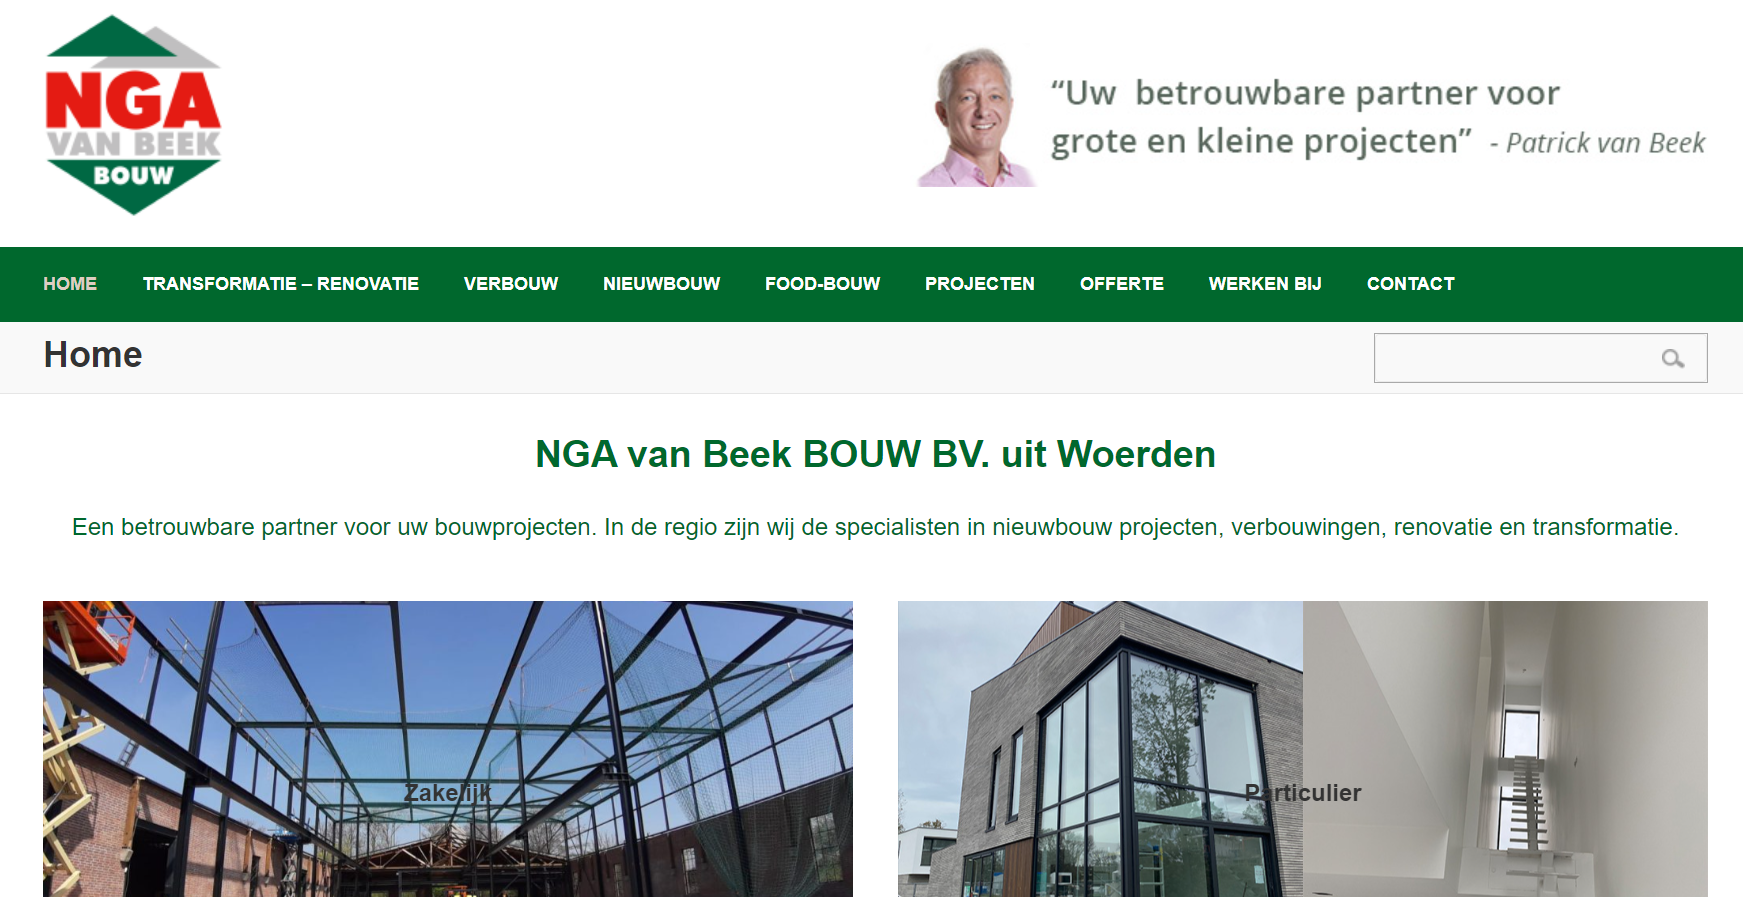 NGA
VAN BEEK
BOUW
“Uw betrouwbare partner voor
grote en kleine projecten” - Patrick van Beek
HOME TRANSFORMATIE – RENOVATIE VERBOUW NIEUWBOUW FOOD-BOUW PROJECTEN OFFERTE WERKEN BIJ CONTACT
Home
NGA van Beek BOUW BV. uit Woerden
Een betrouwbare partner voor uw bouwprojecten. In de regio zijn wij de specialisten in nieuwbouw projecten, verbouwingen, renovatie en transformatie.
Zakelijk Particulier